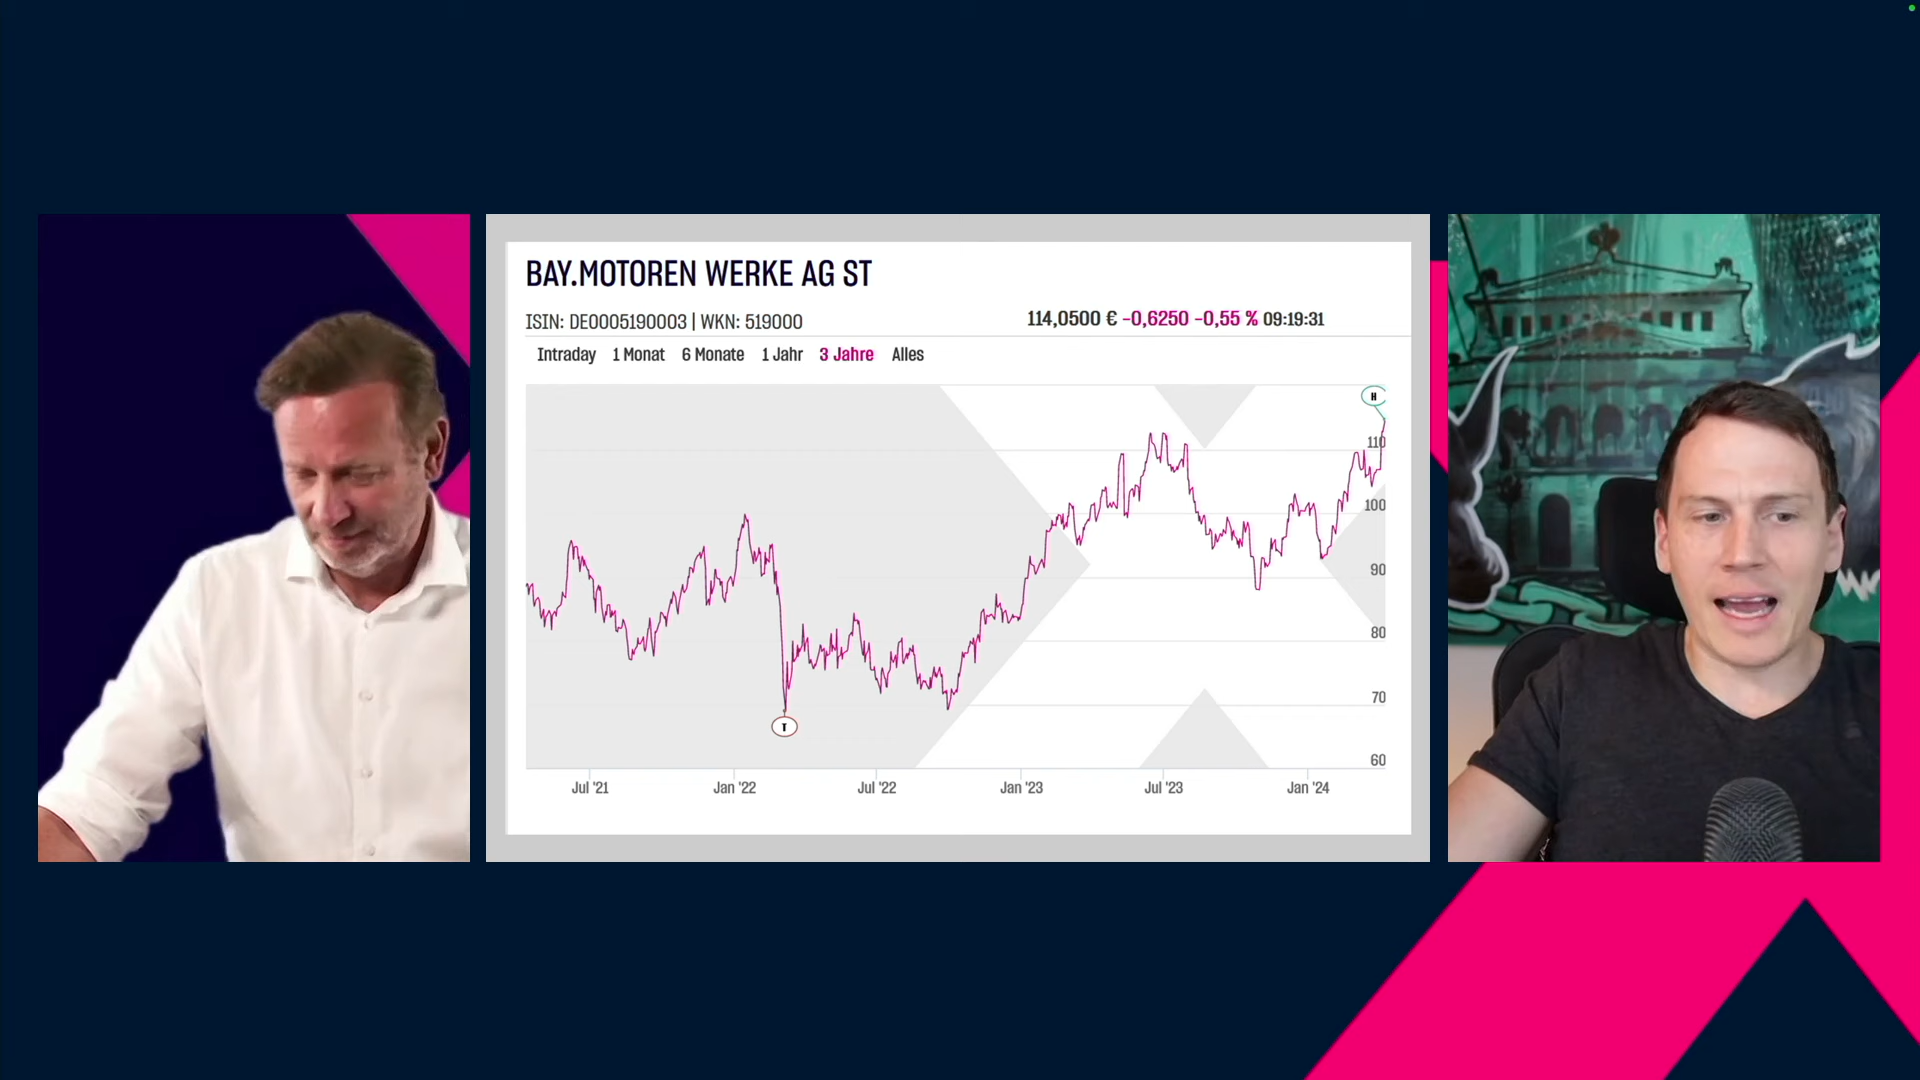 BAY.MOTOREN WERKE AG ST
ISIN: DE0005190003 | WKN: 519000
114,0500 € -0,6250 -0,55 % 09:19:31
Intraday 1 Monat 6 Monate 1 Jahr 3 Jahre Alles
H
110
100
90
80
70
T
60
Jul '21 Jan '22 Jul '22 Jan '23 Jul '23 Jan '24